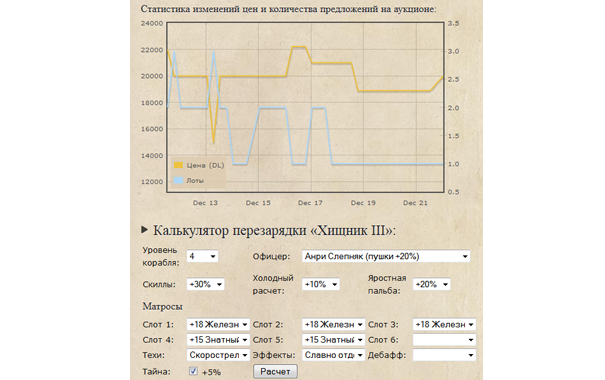 Статистика изменений цен и количества предложений на аукционе:
24000 3.5
22000 3.0
20000 2.5
18000 2.0
16000 1.5
14000 1.0
12000 0.5
Цена (DL)
Лоты
Dec 13 Dec 15 Dec 17 Dec 19 Dec 21
Калькулятор перезарядки «Хищник III»:
Уровень корабля: 4 Офицер: Анри Слепняк (пушки +20%)
Скиллы: +30% Холодный расчет: +10% Яростная пальба: +20%
Матросы
Слот 1: +18 Железн Слот 2: +18 Железн Слот 3: +18 Железн
Слот 4: +15 Знатный Слот 5: +15 Знатный Слот 6:
Техи: Скорострел Эффекты: Славно отд Дебафф:
Тайна: +5% Расчет